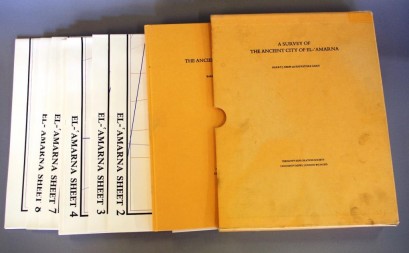 EL-'AMARNA SHEET 8
EL-'AMARNA SHEET 7
EL-'AMARNA SHEET 4
EL-'AMARNA SHEET 3
EL-'AMARNA SHEET 2
THE ANCIENT
A SURVEY OF
THE ANCIENT CITY OF EL-'AMARNA